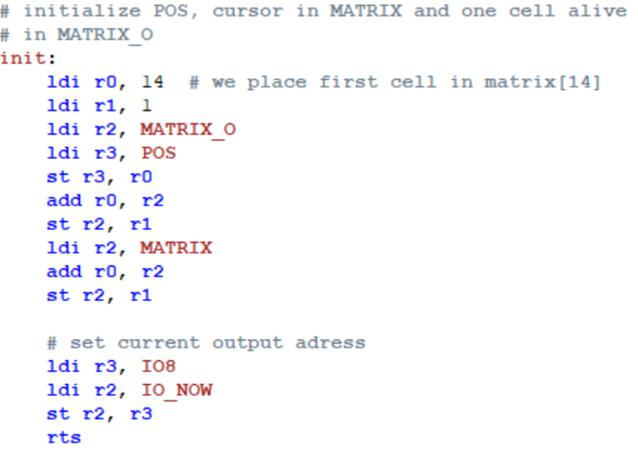 # initialize POS, cursor in MATRIX and one cell alive
# in MATRIX_O
init:
ldi r0, 14 # we place first cell in matrix[14]
ldi r1, 1
ldi r2, MATRIX_O
ldi r3, POS
st r3, r0
add r0, r2
st r2, r1
ldi r2, MATRIX
add r0, r2
st r2, r1
# set current output adress
ldi r3, IO8
ldi r2, IO_NOW
st r2, r3
rts